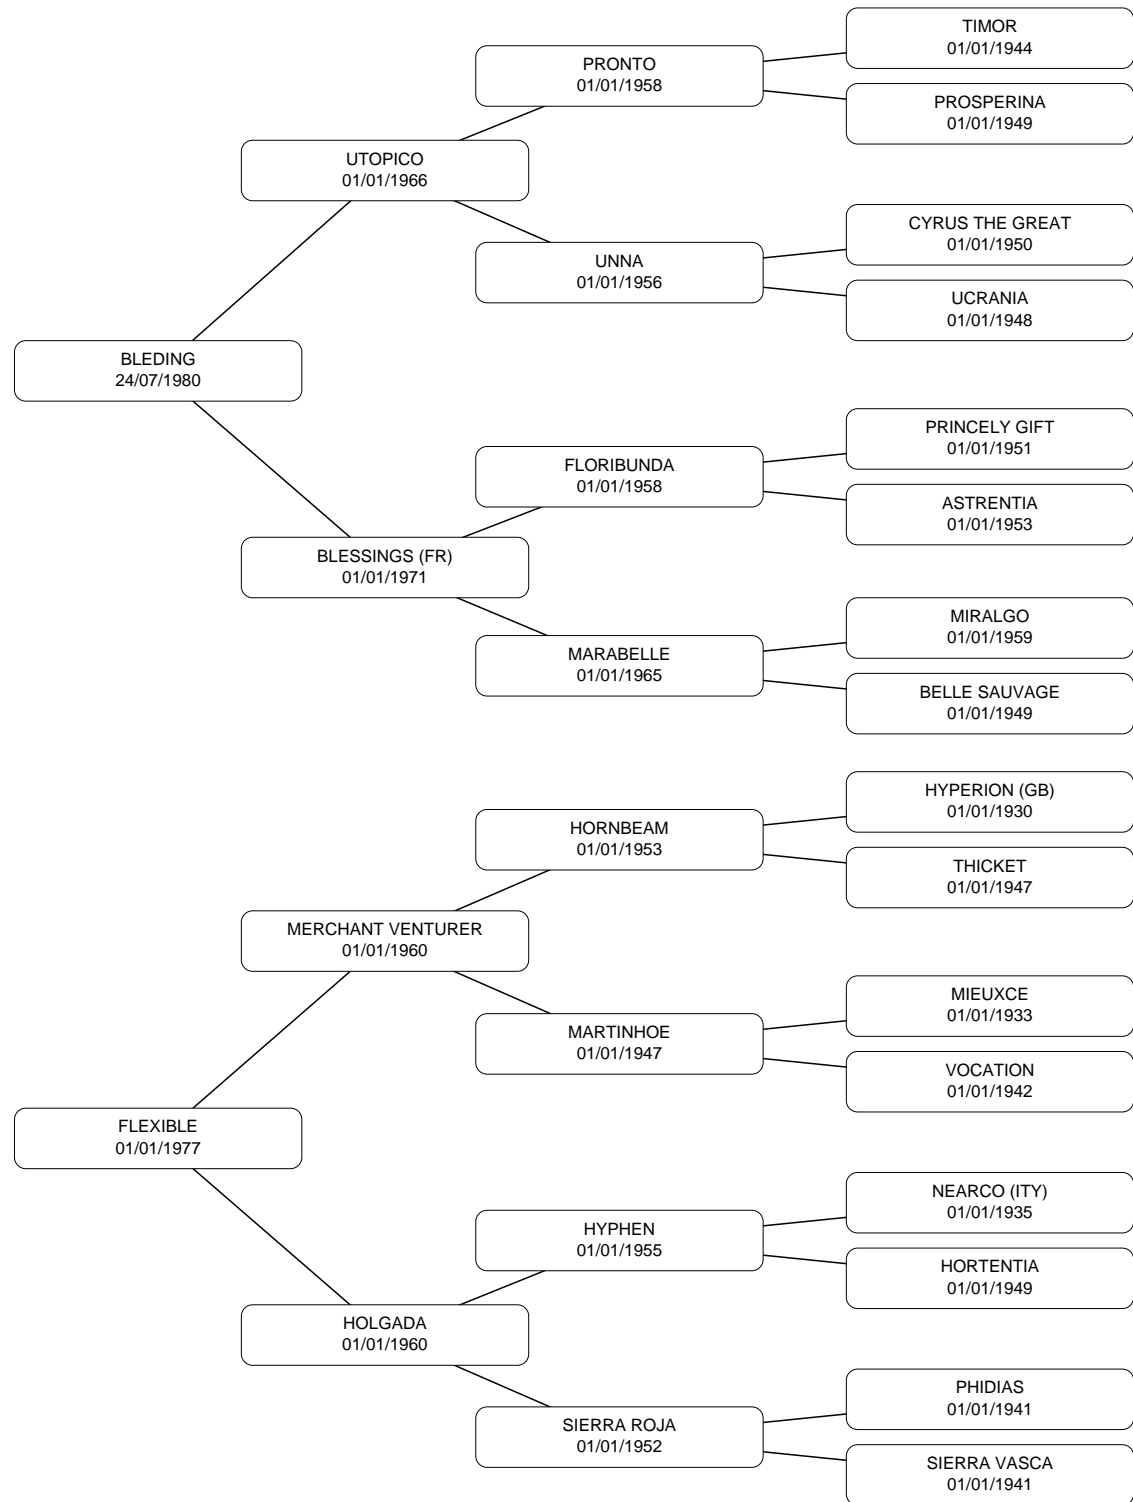 TIMOR
01/01/1944
PRONTO
01/01/1958
PROSPERINA
01/01/1949
UTOPICO
01/01/1966
CYRUS THE GREAT
01/01/1950
UNNA
01/01/1956
UCRANIA
01/01/1948
BLEDING
24/07/1980
PRINCELY GIFT
01/01/1951
FLORIBUNDA
01/01/1958
ASTRENTIA
01/01/1953
BLESSINGS (FR)
01/01/1971
MIRALGO
01/01/1959
MARABELLE
01/01/1965
BELLE SAUVAGE
01/01/1949
HYPERION (GB)
01/01/1930
HORNBEAM
01/01/1953
THICKET
01/01/1947
MERCHANT VENTURER
01/01/1960
MIEUXCE
01/01/1933
MARTINHOE
01/01/1947
VOCATION
01/01/1942
FLEXIBLE
01/01/1977
NEARCO (ITY)
01/01/1935
HYPHEN
01/01/1955
HORTENTIA
01/01/1949
HOLGADA
01/01/1960
PHIDIAS
01/01/1941
SIERRA ROJA
01/01/1952
SIERRA VASCA
01/01/1941